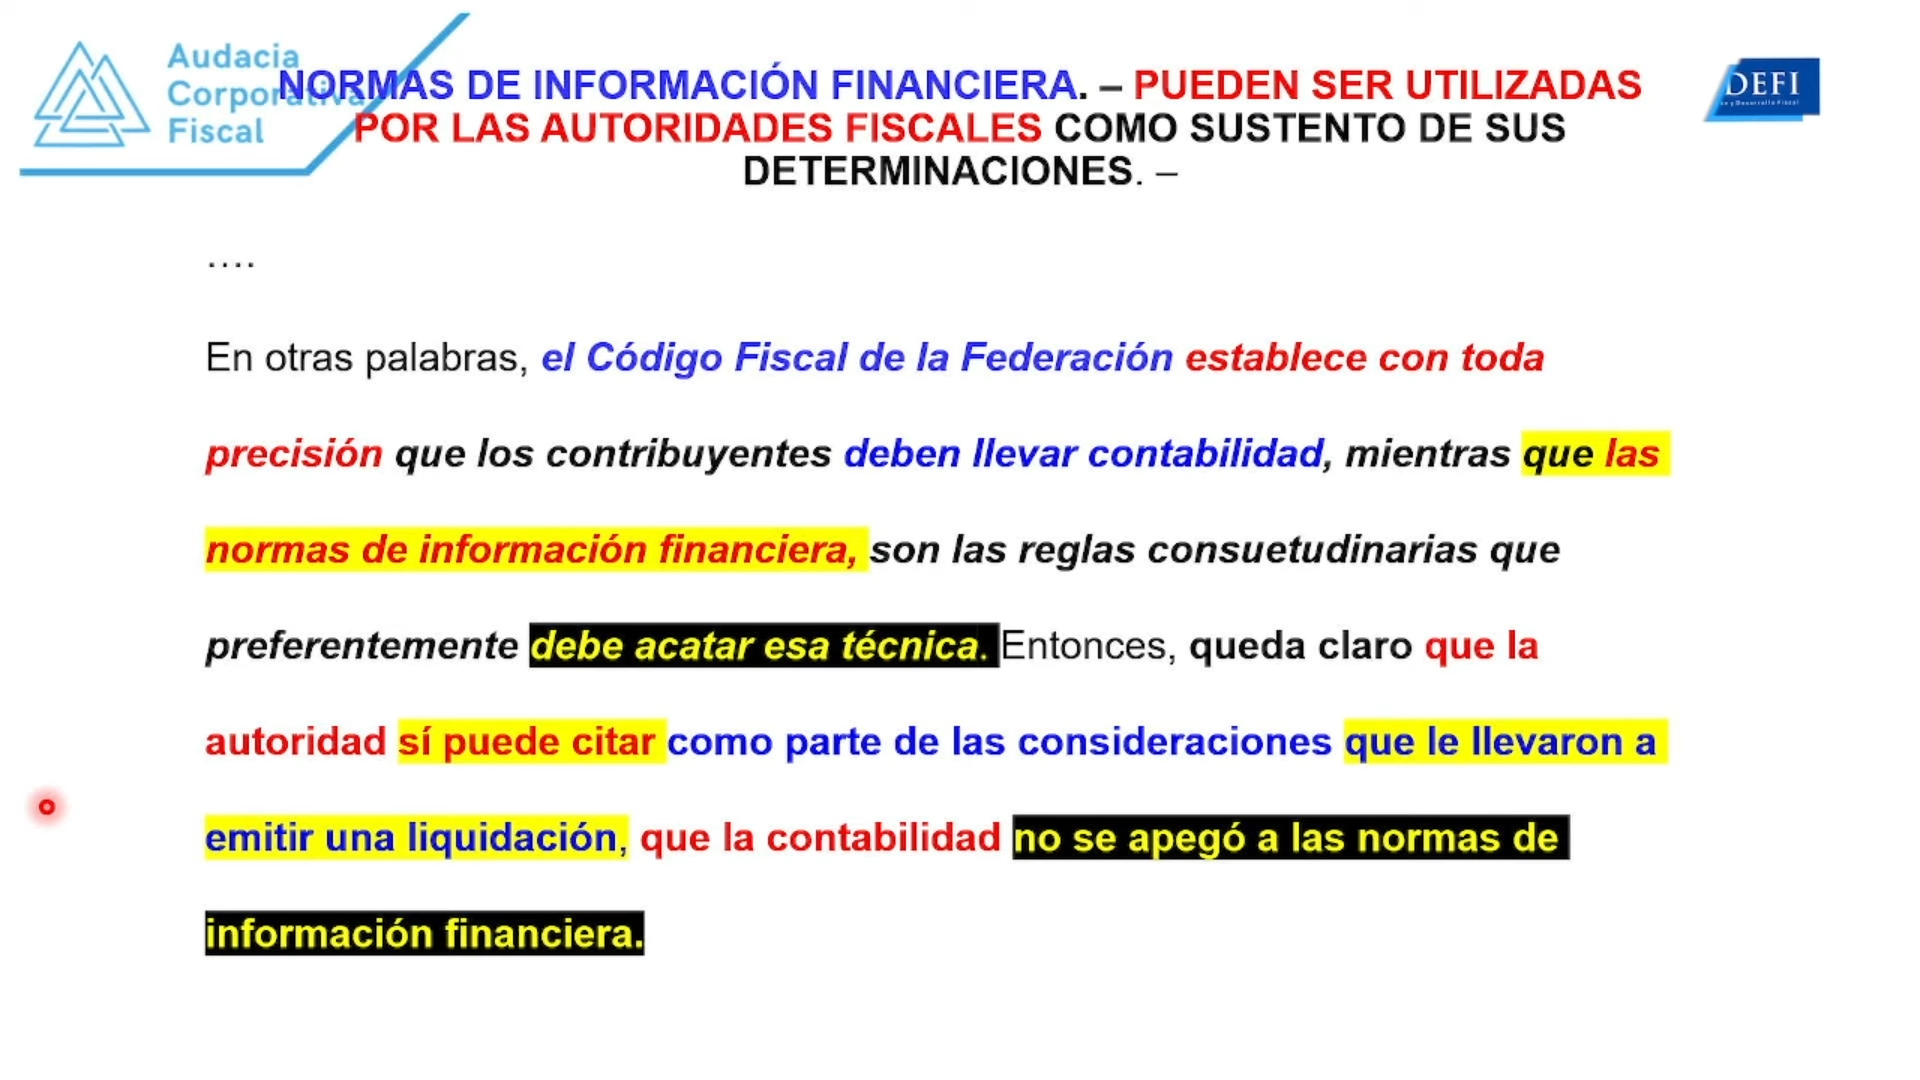 Audacia
Corporativa
Fiscal
NORMAS DE INFORMACIÓN FINANCIERA. – PUEDEN SER UTILIZADAS
POR LAS AUTORIDADES FISCALES COMO SUSTENTO DE SUS
DETERMINACIONES. –
DEFI
....
En otras palabras, el Código Fiscal de la Federación establece con toda
precisión que los contribuyentes deben llevar contabilidad, mientras que las
normas de información financiera, son las reglas consuetudinarias que
preferentemente debe acatar esa técnica. Entonces, queda claro que la
autoridad sí puede citar como parte de las consideraciones que le llevaron a
emitir una liquidación, que la contabilidad no se apegó a las normas de
información financiera.